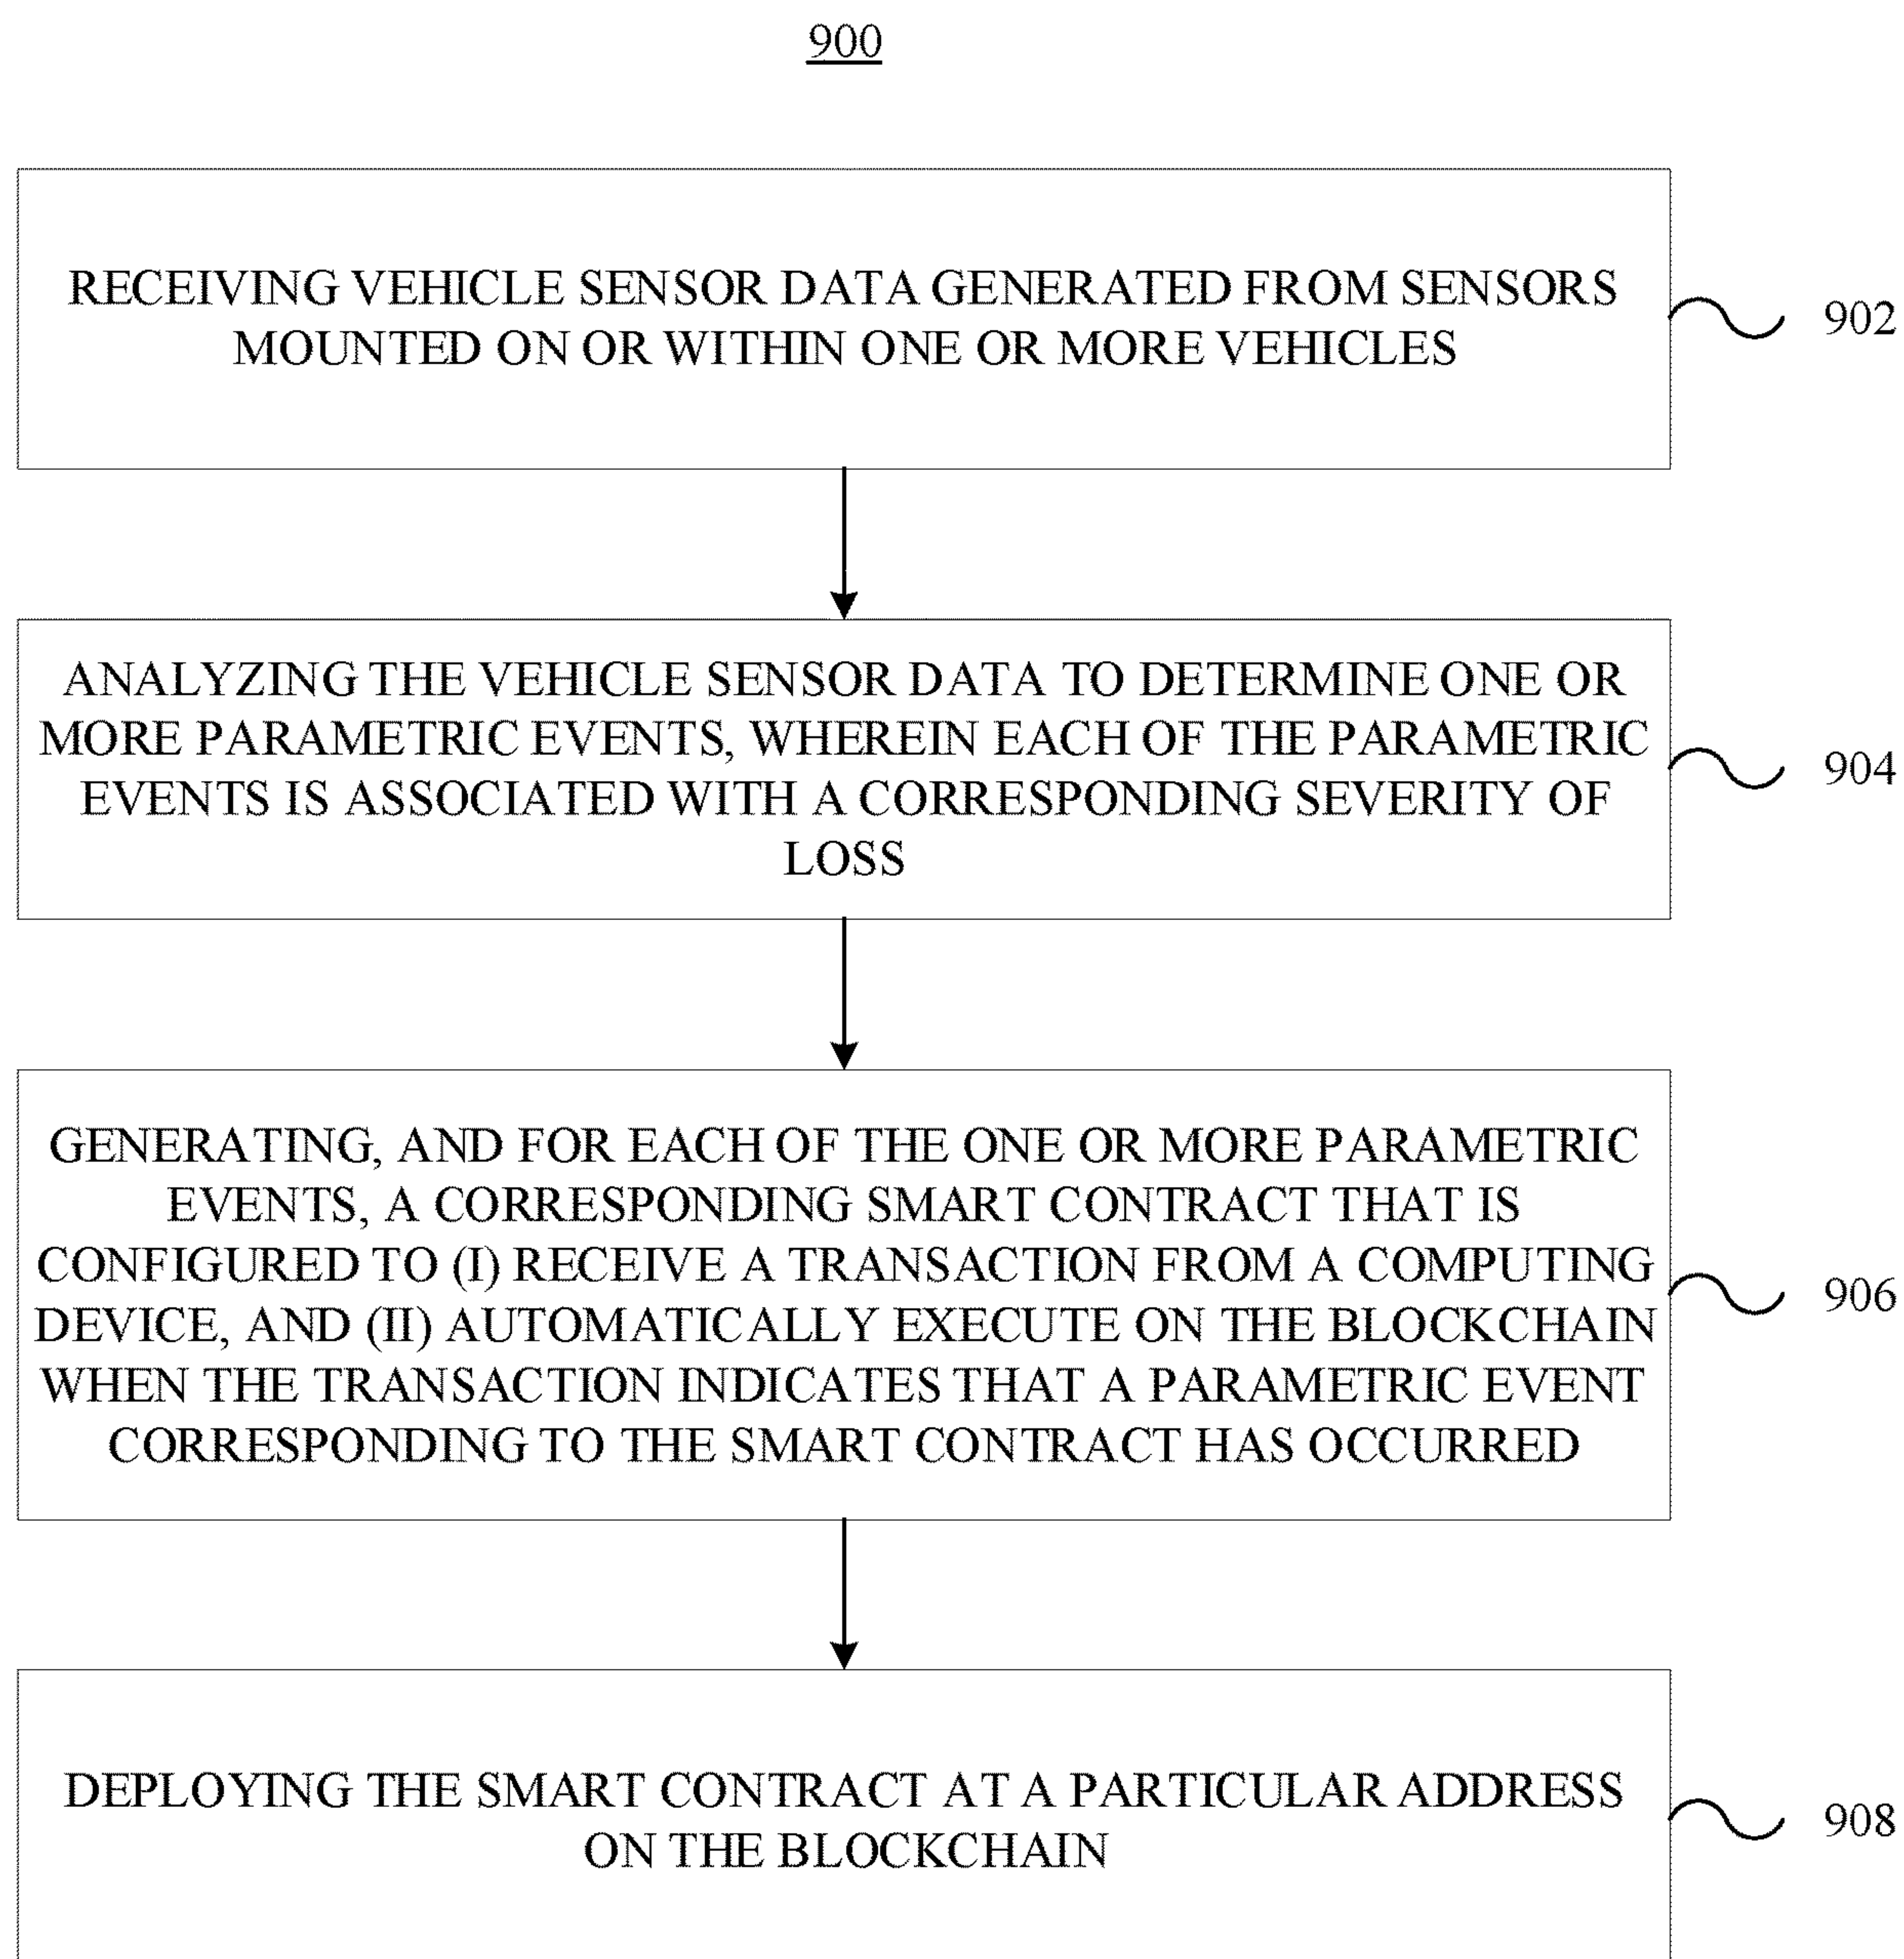 900
RECEIVING VEHICLE SENSOR DATA GENERATED FROM SENSORS
MOUNTED ON OR WITHIN ONE OR MORE VEHICLES
902
ANALYZING THE VEHICLE SENSOR DATA TO DETERMINE ONE OR
MORE PARAMETRIC EVENTS, WHEREIN EACH OF THE PARAMETRIC
EVENTS IS ASSOCIATED WITH A CORRESPONDING SEVERITY OF
LOSS
904
GENERATING, AND FOR EACH OF THE ONE OR MORE PARAMETRIC
EVENTS, A CORRESPONDING SMART CONTRACT THAT IS
CONFIGURED TO (I) RECEIVE A TRANSACTION FROM A COMPUTING
DEVICE, AND (II) AUTOMATICALLY EXECUTE ON THE BLOCKCHAIN
WHEN THE TRANSACTION INDICATES THAT A PARAMETRIC EVENT
CORRESPONDING TO THE SMART CONTRACT HAS OCCURRED
906
DEPLOYING THE SMART CONTRACT AT A PARTICULAR ADDRESS
ON THE BLOCKCHAIN
908